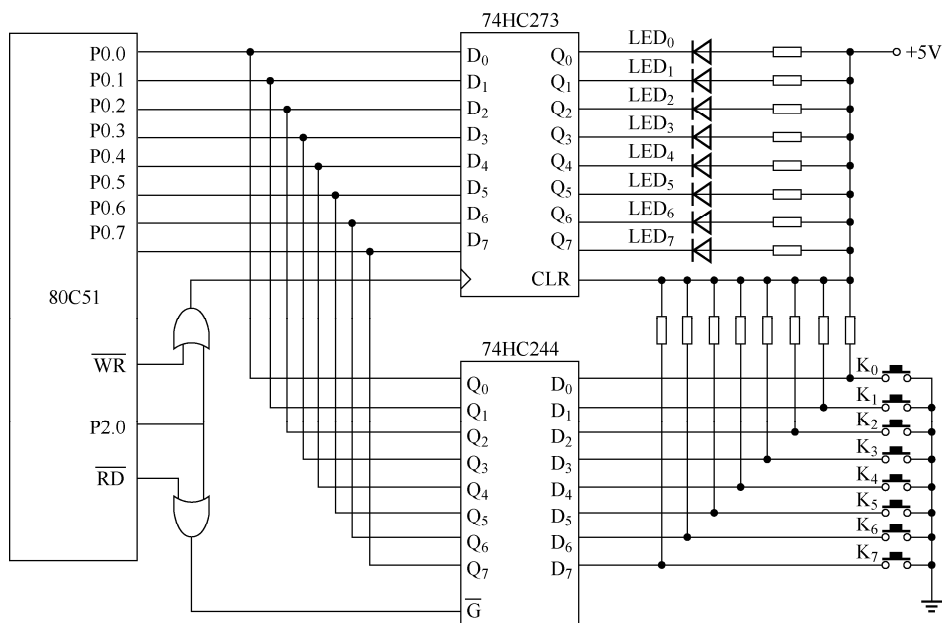 74HC273
P0.0
P0.1
P0.2
P0.3
P0.4
P0.5
P0.6
P0.7
80C51
W̅R̅
P2.0
R̅D̅
D₀ Q₀
D₁ Q₁
D₂ Q₂
D₃ Q₃
D₄ Q₄
D₅ Q₅
D₆ Q₆
D₇ Q₇
CLR
LED₀
LED₁
LED₂
LED₃
LED₄
LED₅
LED₆
LED₇
+5V
74HC244
Q₀ D₀
Q₁ D₁
Q₂ D₂
Q₃ D₃
Q₄ D₄
Q₅ D₅
Q₆ D₆
Q₇ D₇
G̅
K₀
K₁
K₂
K₃
K₄
K₅
K₆
K₇